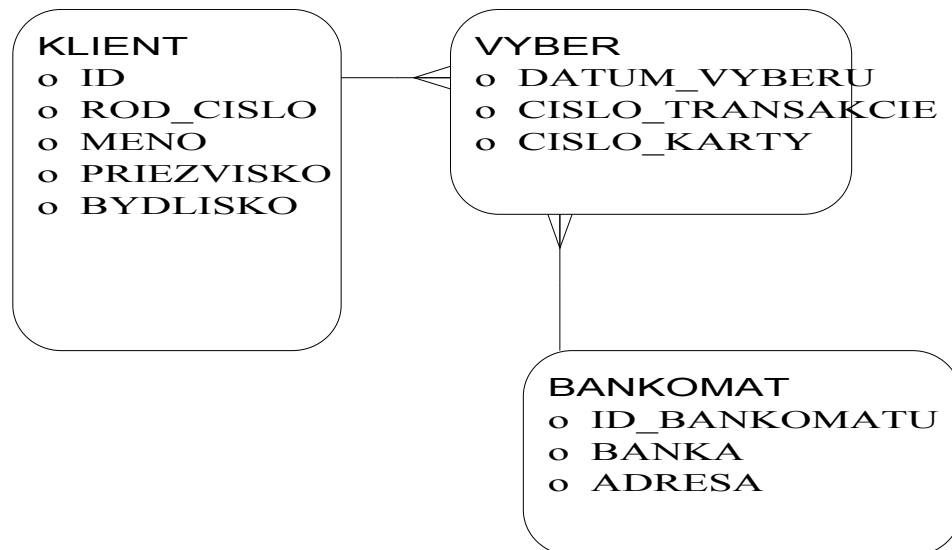 KLIENT
o ID
o ROD_CISLO
o MENO
o PRIEZVISKO
o BYDLISKO
VYBER
o DATUM_VYBERU
o CISLO_TRANSAKCIE
o CISLO_KARTY
BANKOMAT
o ID_BANKOMATU
o BANKA
o ADRESA